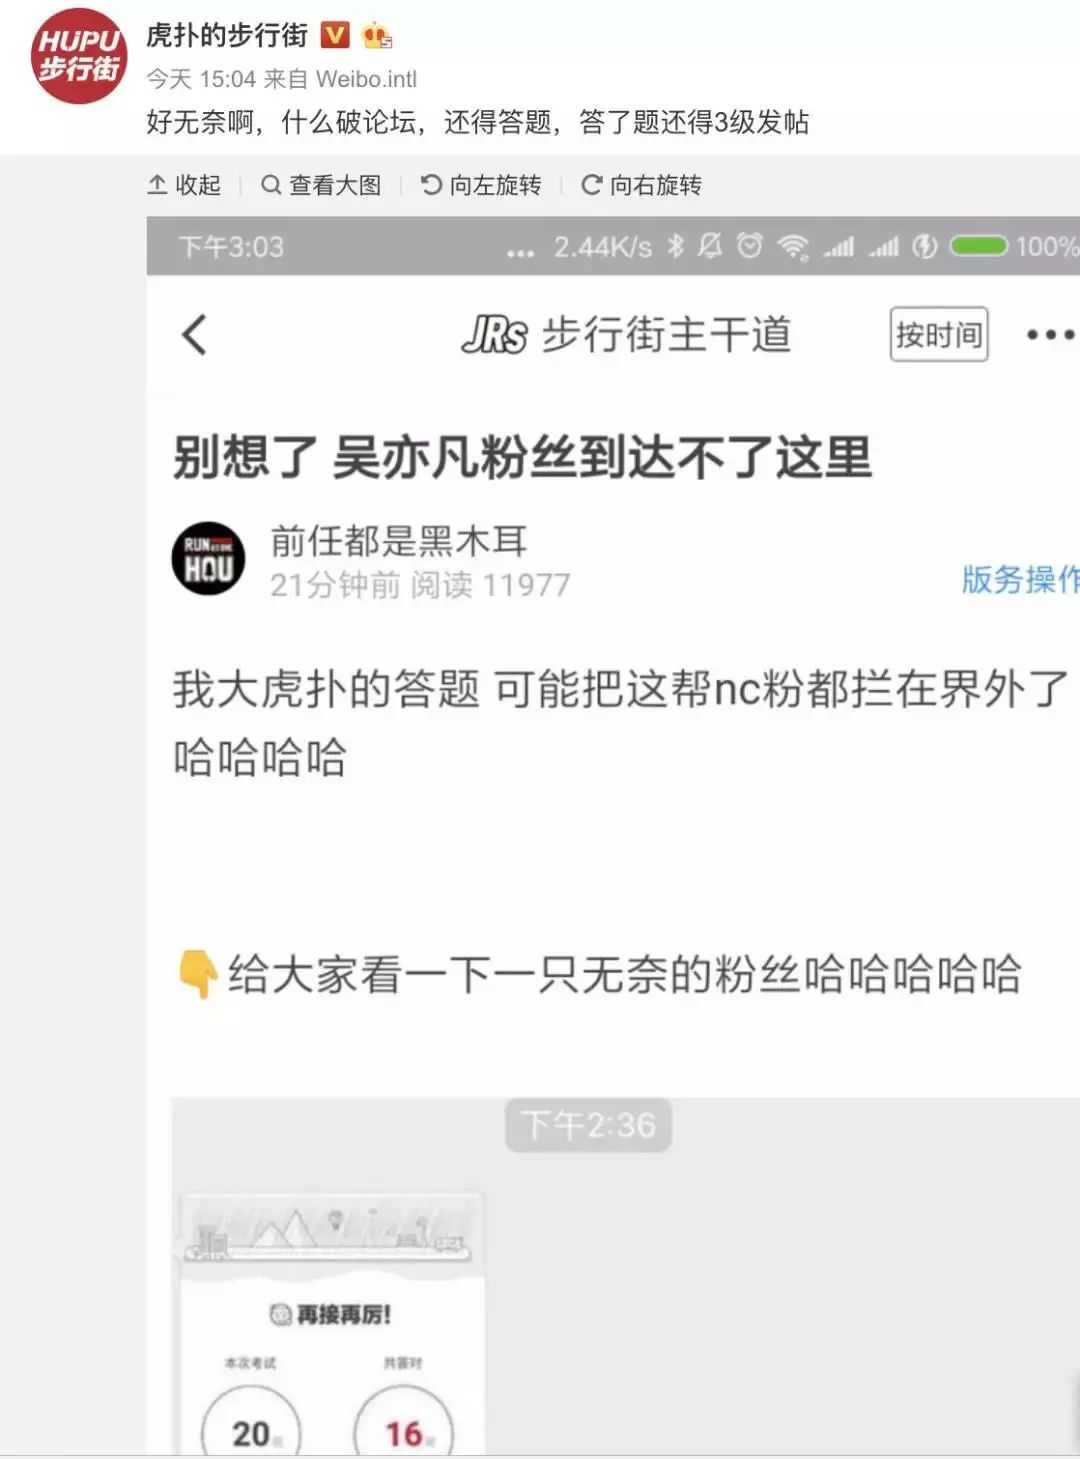 HUPU
步行街
虎扑的步行街
今天 15:04 来自 Weibo.intl
好无奈啊，什么破论坛，还得答题，答了题还得3级发帖
收起 查看大图 向左旋转 向右旋转
下午3:03 ... 2.44K/s 100%
JRs 步行街主干道 按时间
别想了 吴亦凡粉丝到达不了这里
RUN
HOU
前任都是黑木耳
21分钟前 阅读 11977
版务操作
我大虎扑的答题 可能把这帮nc粉都拦在界外了
哈哈哈哈
👇给大家看一下一只无奈的粉丝哈哈哈哈哈
下午2:36
再接再厉!
本次考试 共答对
20 16